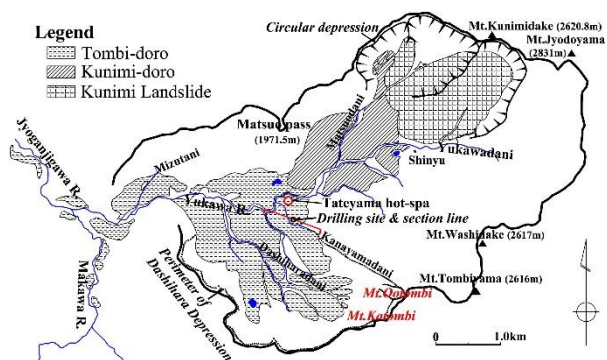 Circular depression
Mt.Kunimidake (2620.8m)
Mt.Jyodoyama
(2831m)
Legend
Tombi-doro
Kunimi-doro
Kunimi Landslide
Matsuo pass
(1971.5m)
Matsuodani
Yukawadani
Shinyu
Jyoganjigawa R.
Mizutani
Yukawa R.
Tateyama hot-spa
Drilling site & section line
Kanayamadani
Dashiharadani
Mt.Washidake (2617m)
Mt.Tombiyama (2616m)
Makawa R.
Perimeter of
Dashihara Depression
Mt.Ootombi
Mt.Kotombi
0
1.0km